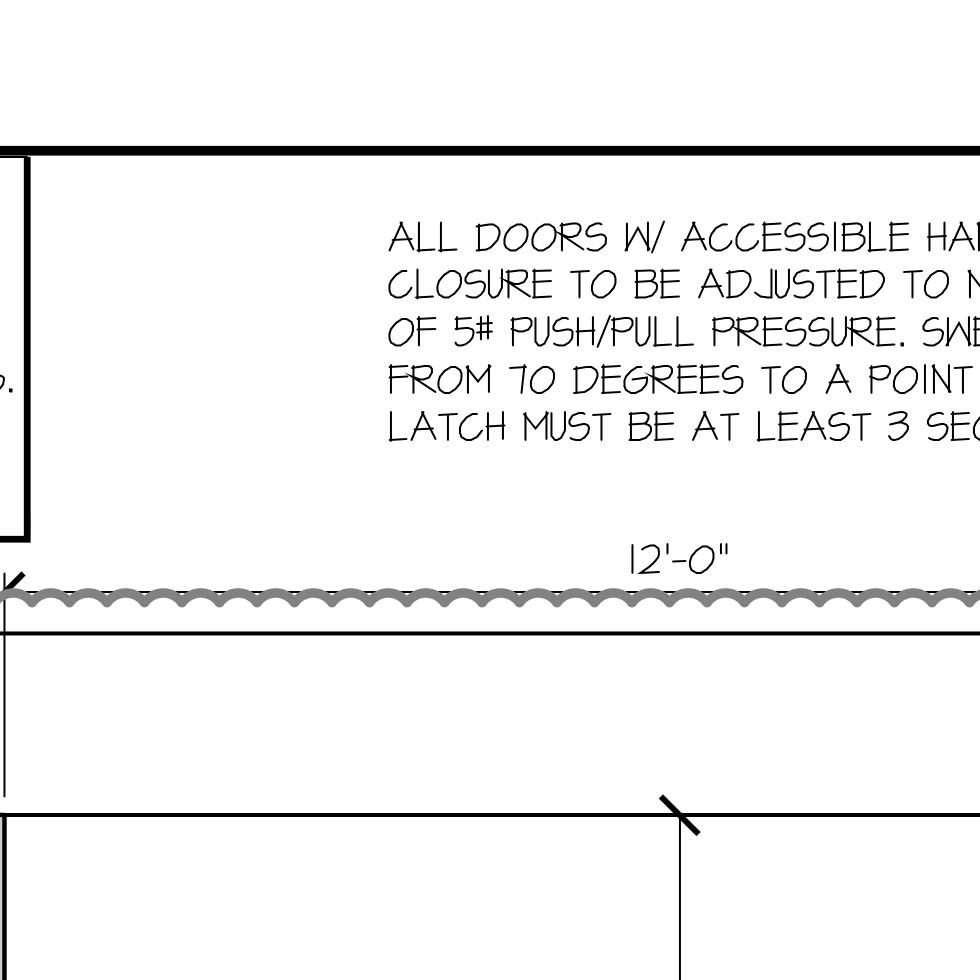 ALL DOORS W/ ACCESSIBLE
CLOSURE TO BE ADJUSTED TO
OF 5# PUSH/PULL PRESSURE.
FROM 70 DEGREES TO A POINT
LATCH MUST BE AT LEAST 3
12'-0"